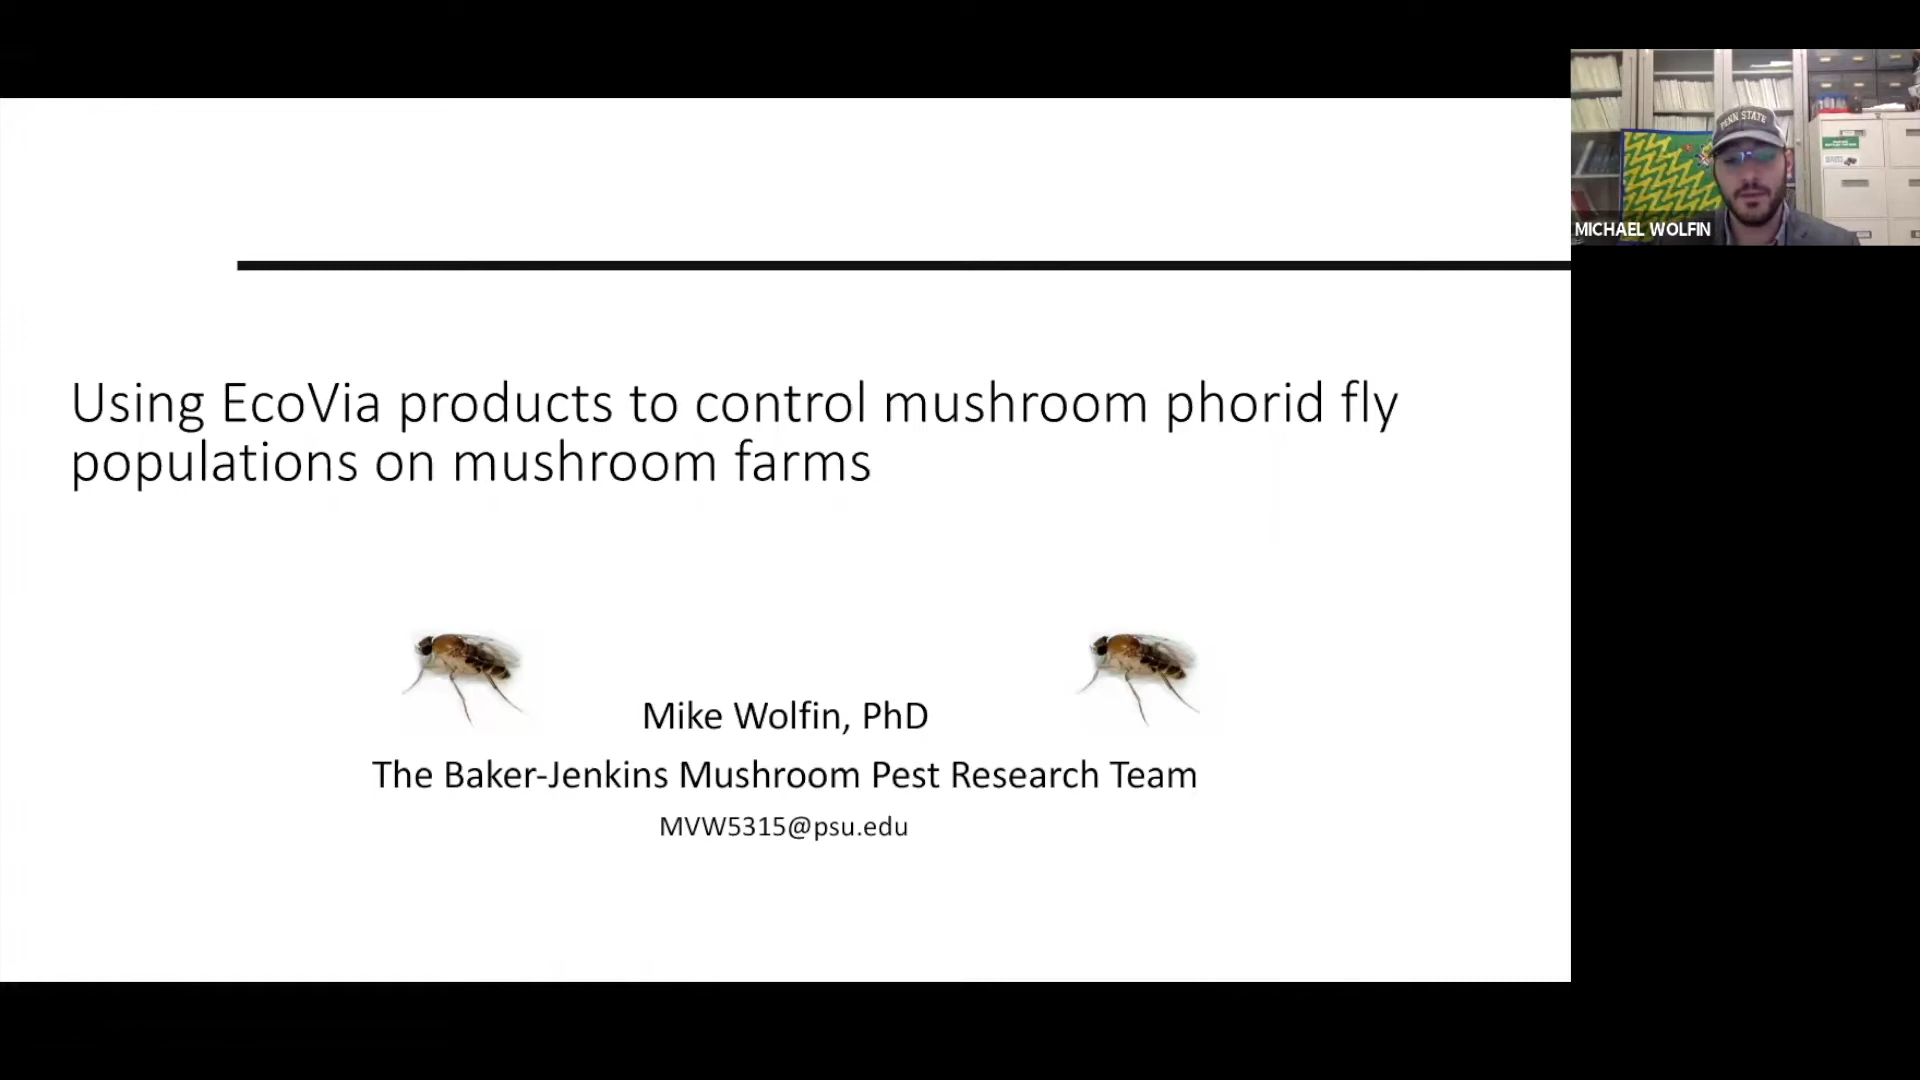 PENN STATE
MICHAEL WOLFIN
Using EcoVia products to control mushroom phorid fly
populations on mushroom farms
Mike Wolfin, PhD
The Baker-Jenkins Mushroom Pest Research Team
MVW5315@psu.edu